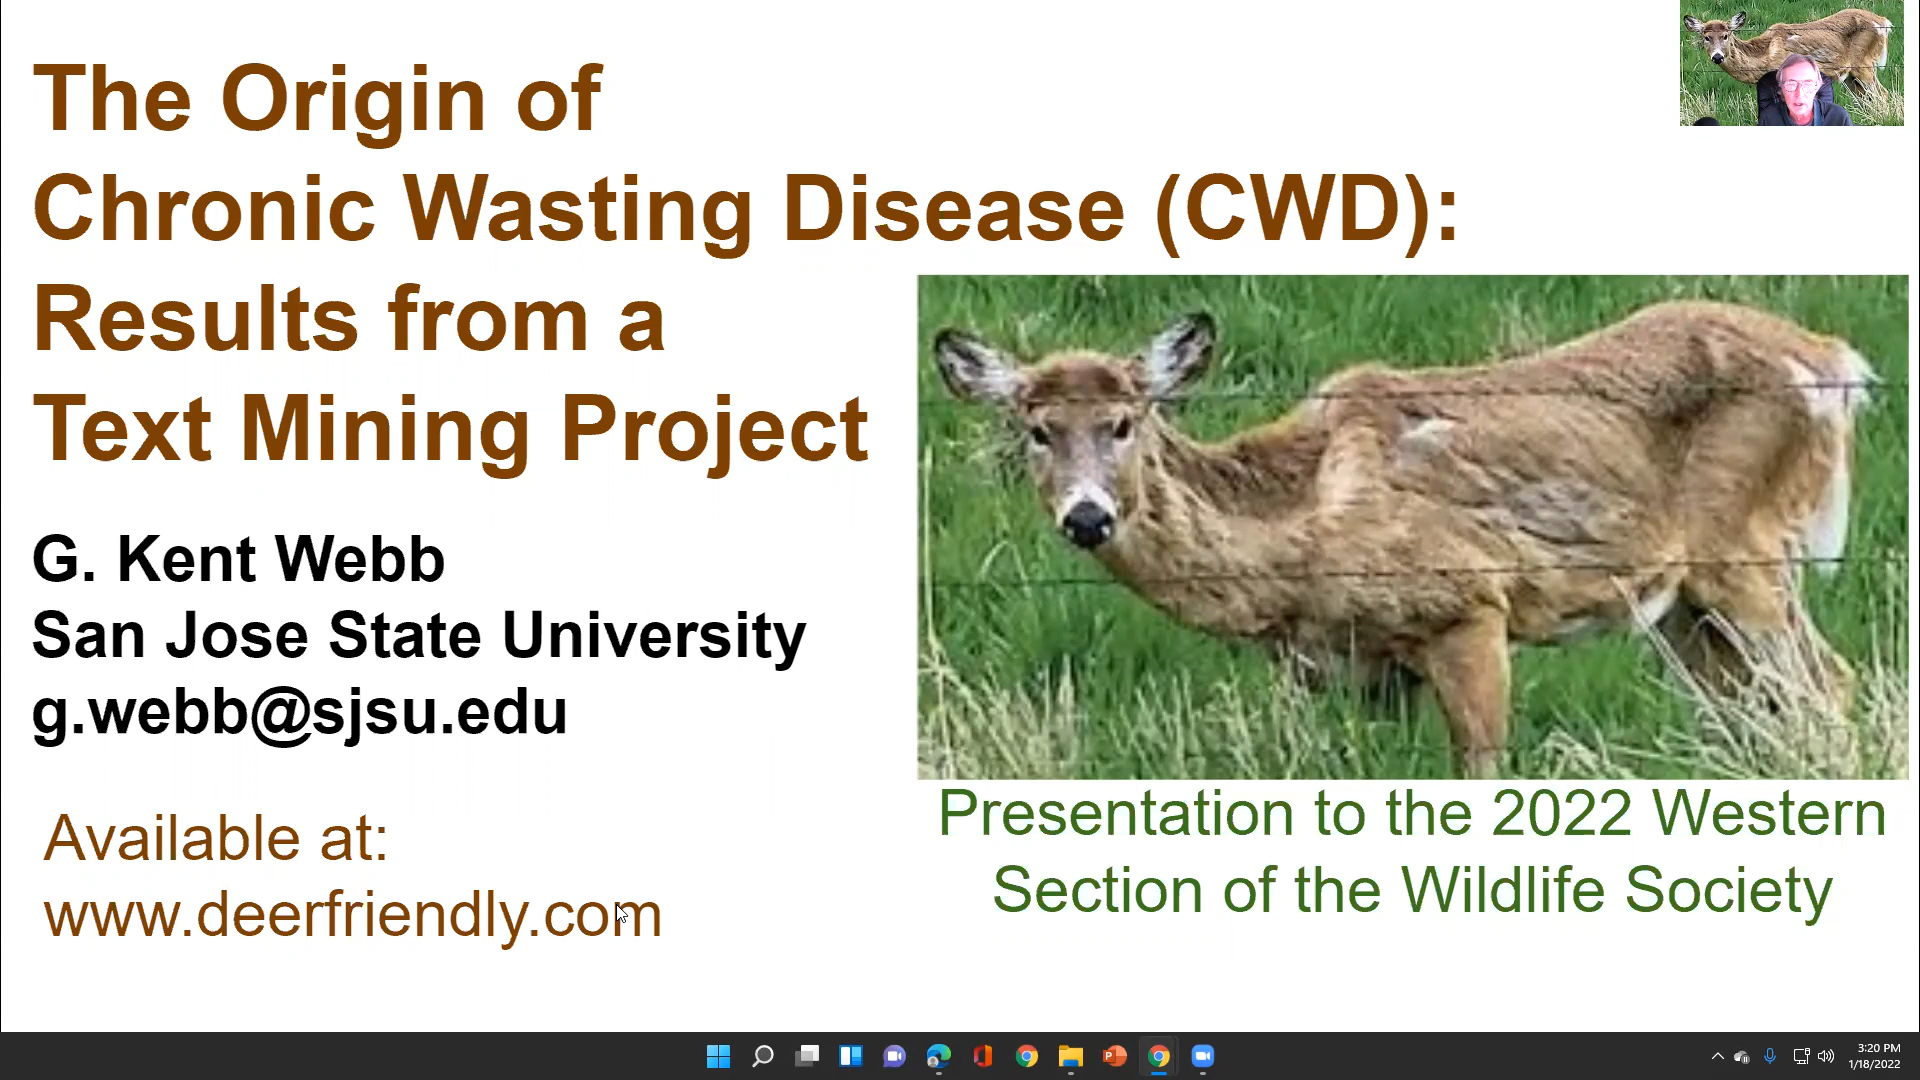 The Origin of
Chronic Wasting Disease (CWD):
Results from a
Text Mining Project
G. Kent Webb
San Jose State University
g.webb@sjsu.edu
Available at:
www.deerfriendly.com
Presentation to the 2022 Western
Section of the Wildlife Society
3:20 PM
1/18/2022